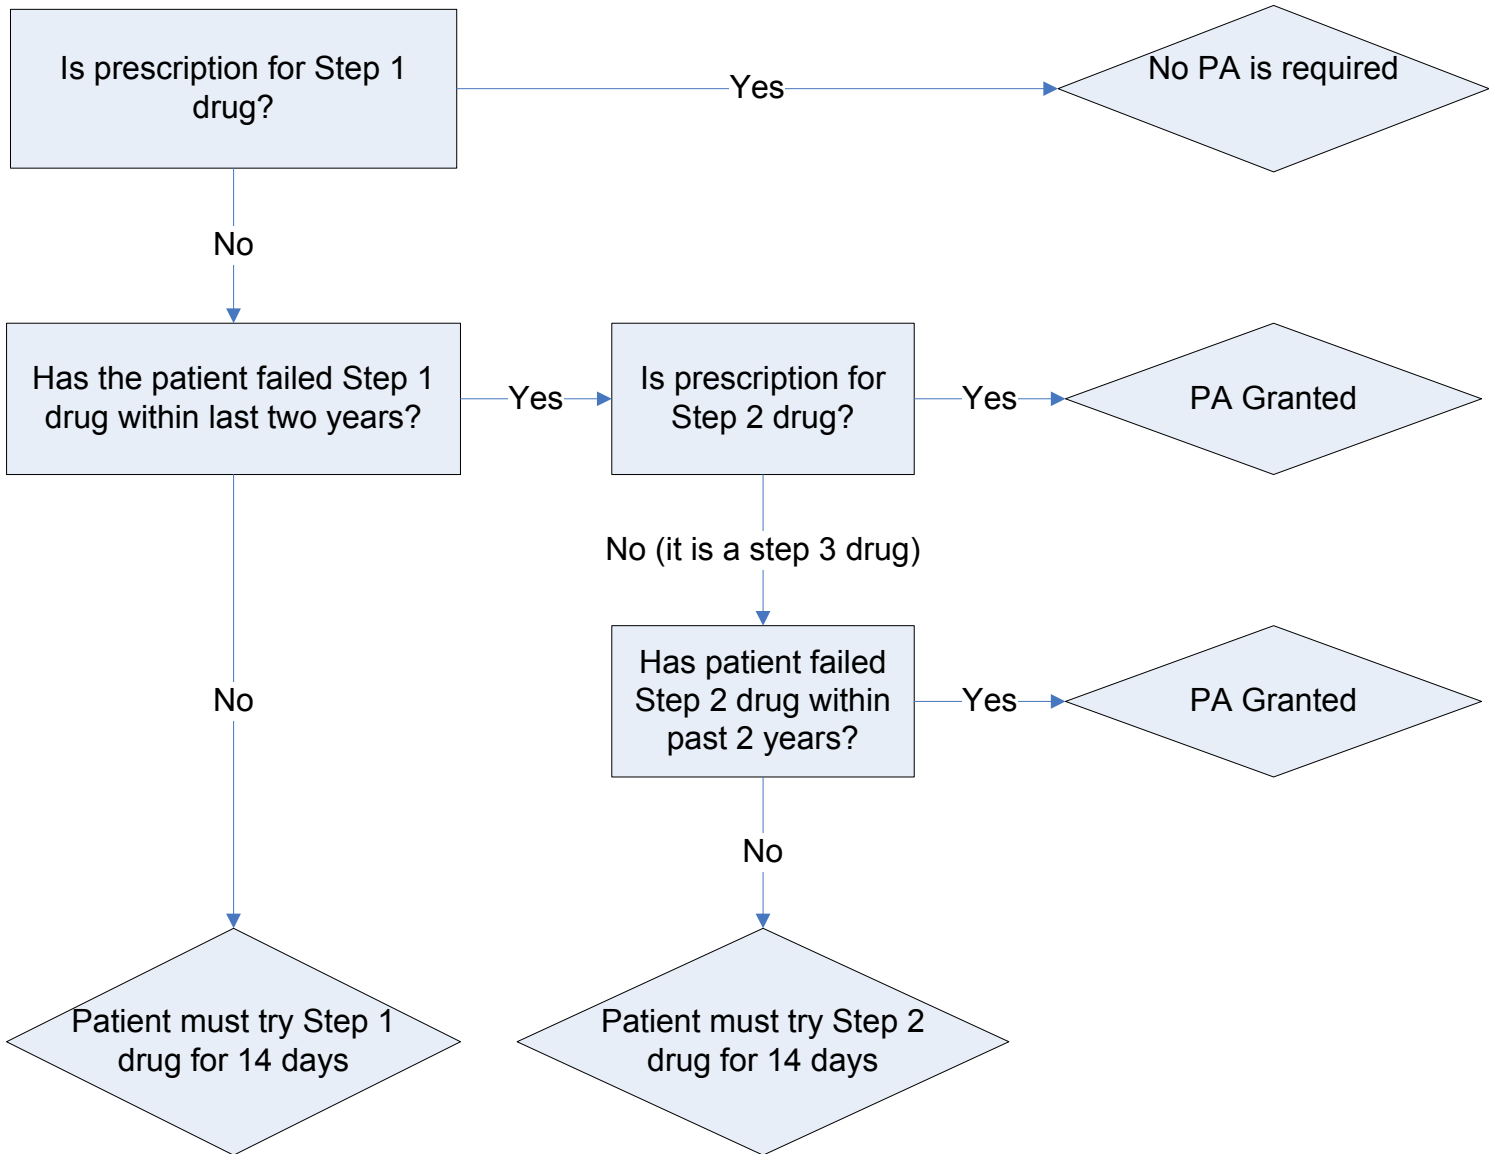 Is prescription for Step 1
drug?
Yes
No PA is required
No
Has the patient failed Step 1
drug within last two years?
Yes
Is prescription for
Step 2 drug?
Yes
PA Granted
No (it is a step 3 drug)
Has patient failed
Step 2 drug within
past 2 years?
Yes
PA Granted
No
No
Patient must try Step 1
drug for 14 days
Patient must try Step 2
drug for 14 days